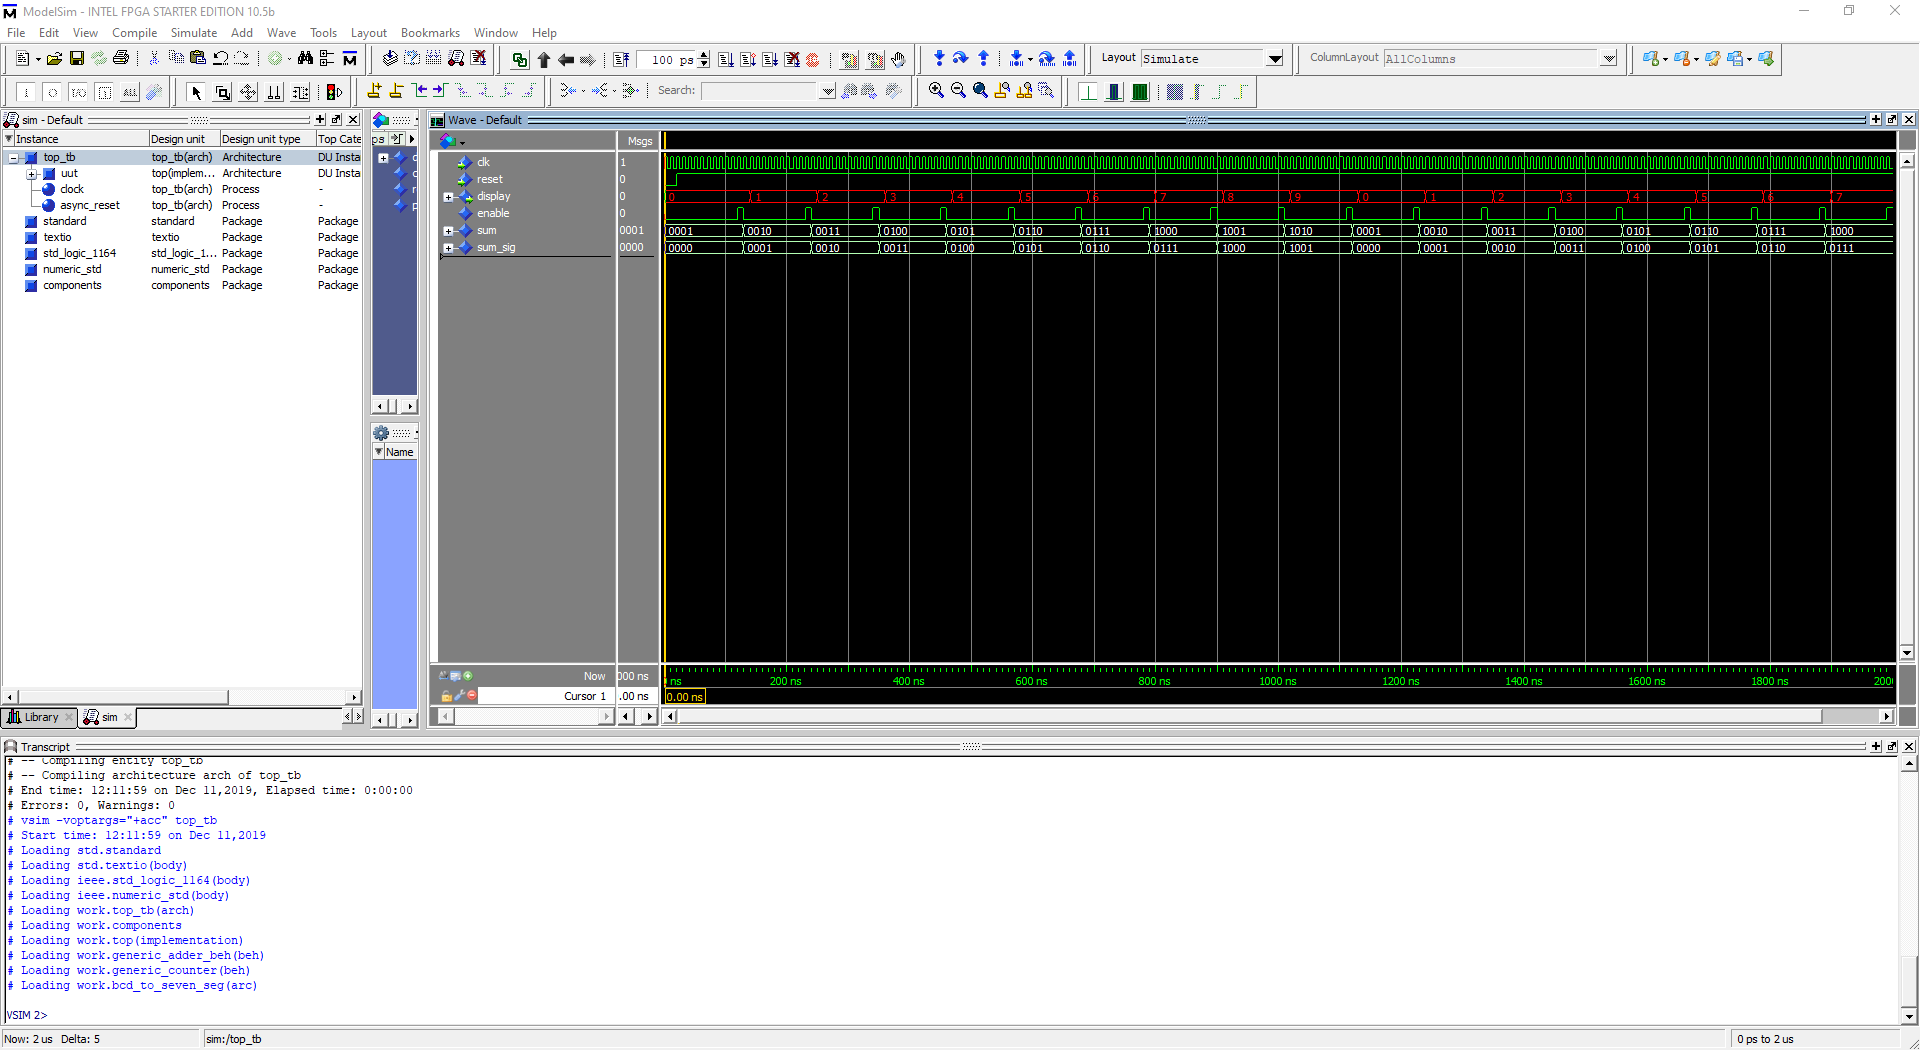 ModelSim - INTEL FPGA STARTER EDITION 10.5b
File Edit View Compile Simulate Add Wave Tools Layout Bookmarks Window Help
100 ps
Layout Simulate
ColumnLayout AllColumns
Search:
sim - Default
Instance Design unit Design unit type Top Cate
top_tb top_tb(arch) Architecture DU Insta
uut top(implem... Architecture DU Insta
clock top_tb(arch) Process -
async_reset top_tb(arch) Process -
standard standard Package Package
textio textio Package Package
std_logic_1164 std_logic_1... Package Package
numeric_std numeric_std Package Package
components components Package Package
Library
sim
Name
Wave - Default
Msgs
clk 1
reset 0
display 0 0 1 2 3 4 5 6 7 8 9 0 1 2 3 4 5 6 7
enable 0
sum 0001 0001 0010 0011 0100 0101 0110 0111 1000 1001 1010 0001 0010 0011 0100 0101 0110 0111 1000
sum_sig 0000 0000 0001 0010 0011 0100 0101 0110 0111 1000 1001 0000 0001 0010 0011 0100 0101 0110 0111
Now 000 ns ns 200 ns 400 ns 600 ns 800 ns 1000 ns 1200 ns 1400 ns 1600 ns 1800 ns 200
Cursor 1 .00 ns 0.00 ns
Transcript
# -- Compiling entity top_tb
# -- Compiling architecture arch of top_tb
# End time: 12:11:59 on Dec 11,2019, Elapsed time: 0:00:00
# Errors: 0, Warnings: 0
# vsim -voptargs="+acc" top_tb
# Start time: 12:11:59 on Dec 11,2019
# Loading std.standard
# Loading std.textio(body)
# Loading ieee.std_logic_1164(body)
# Loading ieee.numeric_std(body)
# Loading work.top_tb(arch)
# Loading work.components
# Loading work.top(implementation)
# Loading work.generic_adder_beh(beh)
# Loading work.generic_counter(beh)
# Loading work.bcd_to_seven_seg(arc)
VSIM 2>
Now: 2 us Delta: 5
sim:/top_tb
0 ps to 2 us